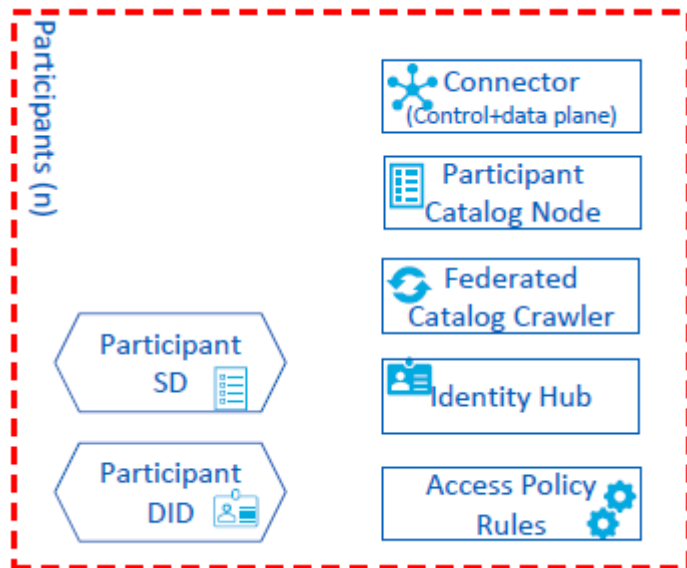 Participants (n)
Connector
(Control+data plane)
Participant
Catalog Node
Federated
Catalog Crawler
Participant
SD
Identity Hub
Participant
DID
Access Policy
Rules